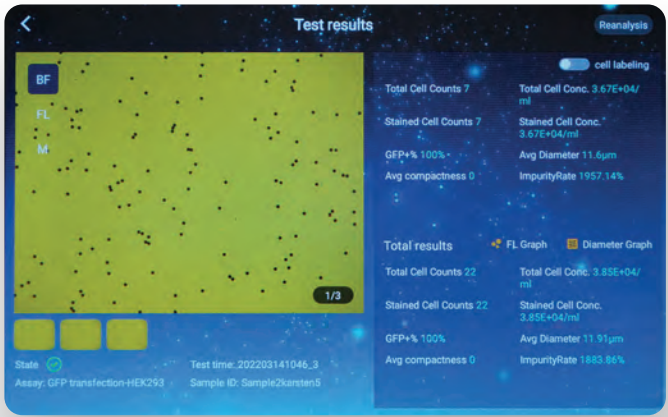 Test results
Reanalysis
BF
FL
M
1/3
cell labeling
Total Cell Counts 7
Total Cell Conc. 3.67E+04/
ml
Stained Cell Counts 7
Stained Cell Conc.
3.67E+04/ml
GFP+% 100%
Avg Diameter 11.6μm
Avg compactness 0
ImpurityRate 1957.14%
Total results
FL Graph
Diameter Graph
Total Cell Counts 22
Total Cell Conc. 3.85E+04/
ml
Stained Cell Counts 22
Stained Cell Conc.
3.85E+04/ml
GFP+% 100%
Avg Diameter 11.91μm
Avg compactness 0
ImpurityRate 1883.86%
State
Test time: 202203141046_3
Assay: GFP transfection-HEK293
Sample ID: Sample2karsten5